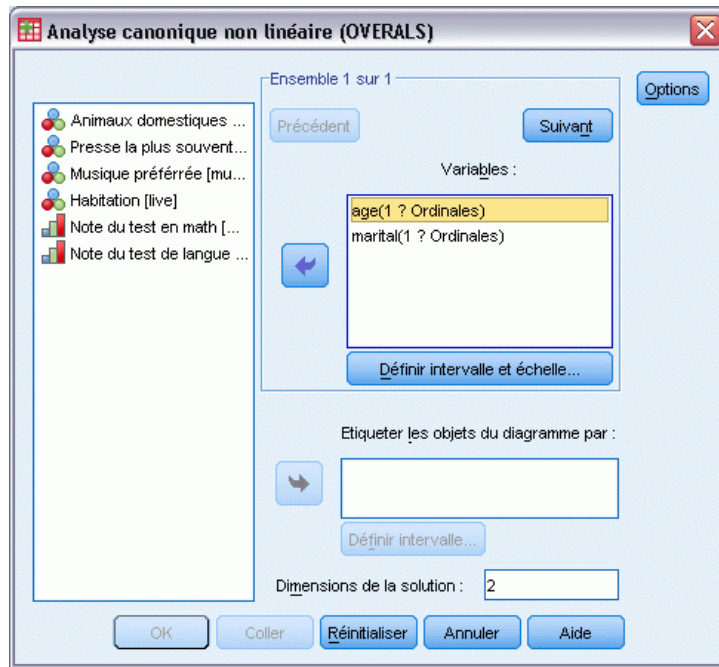 Analyse canonique non linéaire (OVERALS)
Ensemble 1 sur 1
Options
Animaux domestiques ...
Presse la plus souvent...
Musique préférrée [mu...
Habitation [live]
Note du test en math [...
Note du test de langue ...
Précédent
Suivant
Variables :
age(1 ? Ordinales)
marital(1 ? Ordinales)
Définir intervalle et échelle...
Etiqueter les objets du diagramme par :
Définir intervalle...
Dimensions de la solution : 2
OK Coller Réinitialiser Annuler Aide